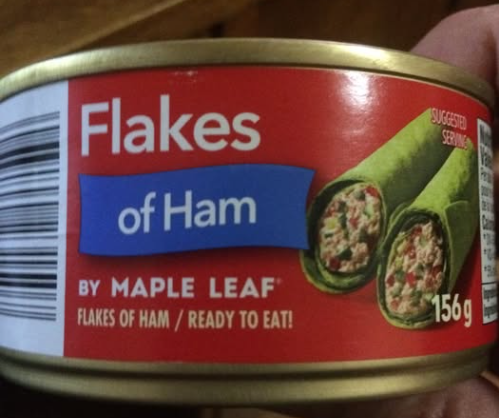 Flakes
of Ham
BY MAPLE LEAF®
FLAKES OF HAM / READY TO EAT!
SUGGESTED
SERVING
156g